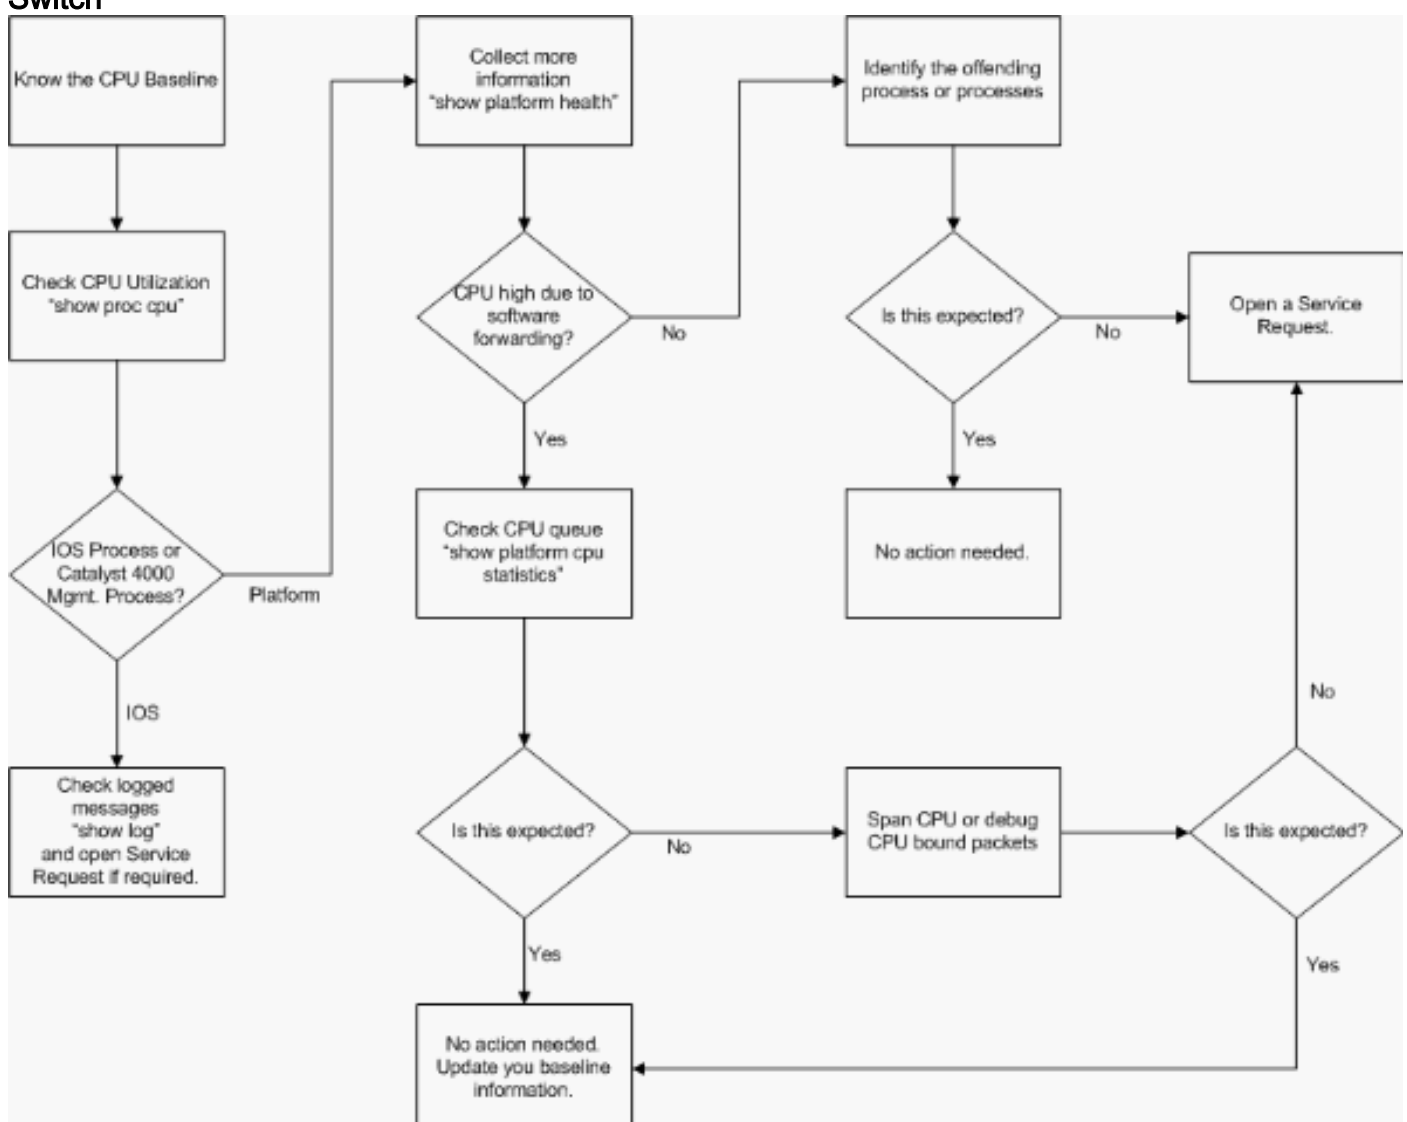 Switch
Know the CPU Baseline
Check CPU Utilization
"show proc cpu"
IOS Process or
Catalyst 4000
Mgmt. Process?
Platform
IOS
Check logged
messages
"show log"
and open Service
Request if required.
Collect more
information
"show platform health"
CPU high due to
software
forwarding?
No
Yes
Check CPU queue
"show platform cpu
statistics"
Is this expected?
No
Yes
No action needed.
Update you baseline
information.
Identify the offending
process or processes
Is this expected?
No
Yes
No action needed.
Open a Service
Request.
Span CPU or debug
CPU bound packets
Is this expected?
No
Yes